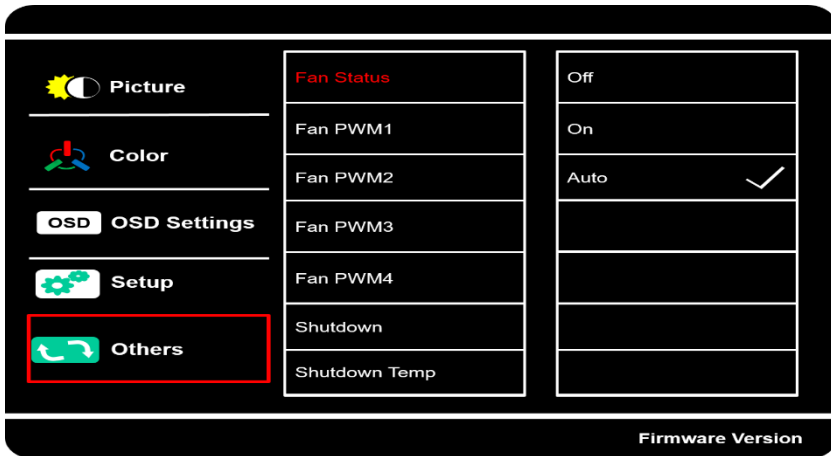 Picture
Color
OSD OSD Settings
Setup
Others
Fan Status
Fan PWM1
Fan PWM2
Fan PWM3
Fan PWM4
Shutdown
Shutdown Temp
Off
On
Auto
Firmware Version